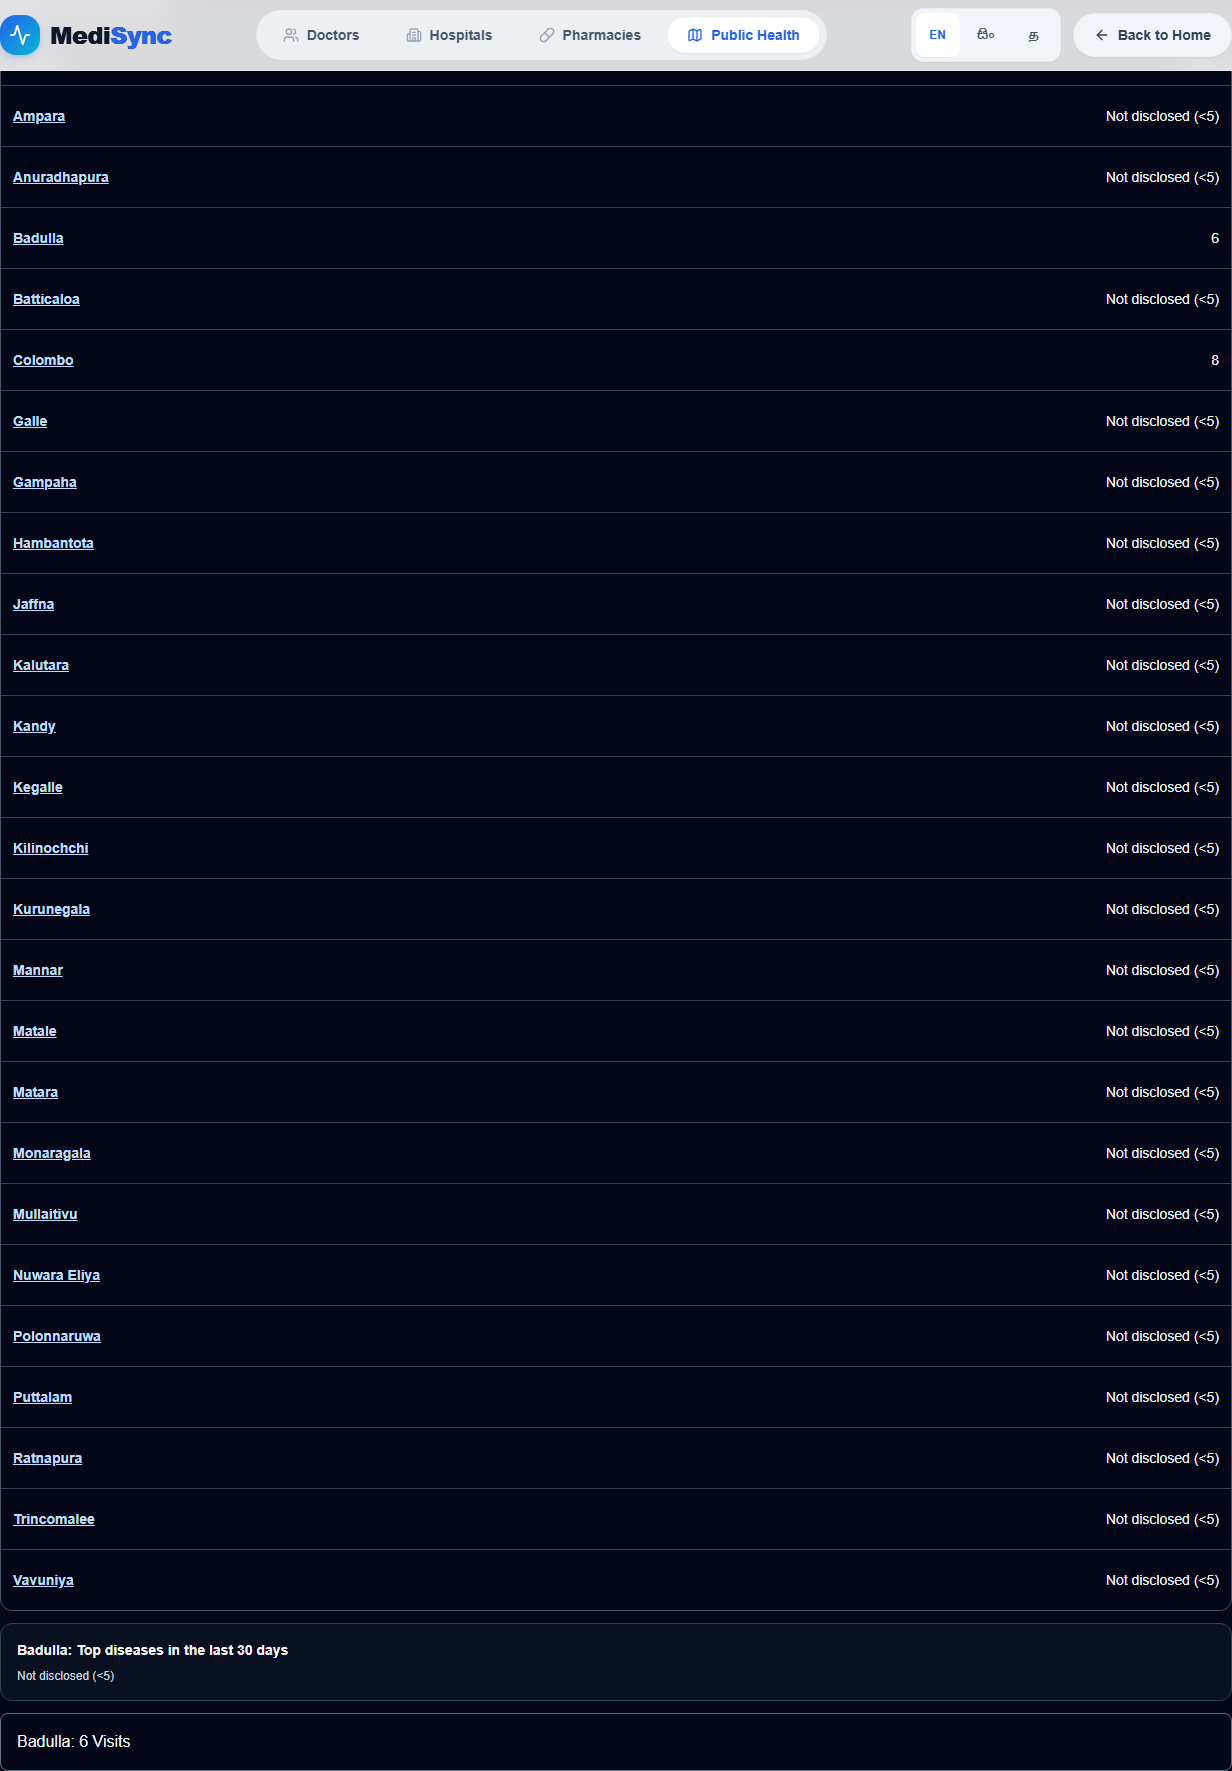 MediSync
Doctors
Hospitals
Pharmacies
Public Health
EN
සිං
த
Back to Home
Ampara Not disclosed (<5)
Anuradhapura Not disclosed (<5)
Badulla 6
Batticaloa Not disclosed (<5)
Colombo 8
Galle Not disclosed (<5)
Gampaha Not disclosed (<5)
Hambantota Not disclosed (<5)
Jaffna Not disclosed (<5)
Kalutara Not disclosed (<5)
Kandy Not disclosed (<5)
Kegalle Not disclosed (<5)
Kilinochchi Not disclosed (<5)
Kurunegala Not disclosed (<5)
Mannar Not disclosed (<5)
Matale Not disclosed (<5)
Matara Not disclosed (<5)
Monaragala Not disclosed (<5)
Mullaitivu Not disclosed (<5)
Nuwara Eliya Not disclosed (<5)
Polonnaruwa Not disclosed (<5)
Puttalam Not disclosed (<5)
Ratnapura Not disclosed (<5)
Trincomalee Not disclosed (<5)
Vavuniya Not disclosed (<5)
Badulla: Top diseases in the last 30 days
Not disclosed (<5)
Badulla: 6 Visits